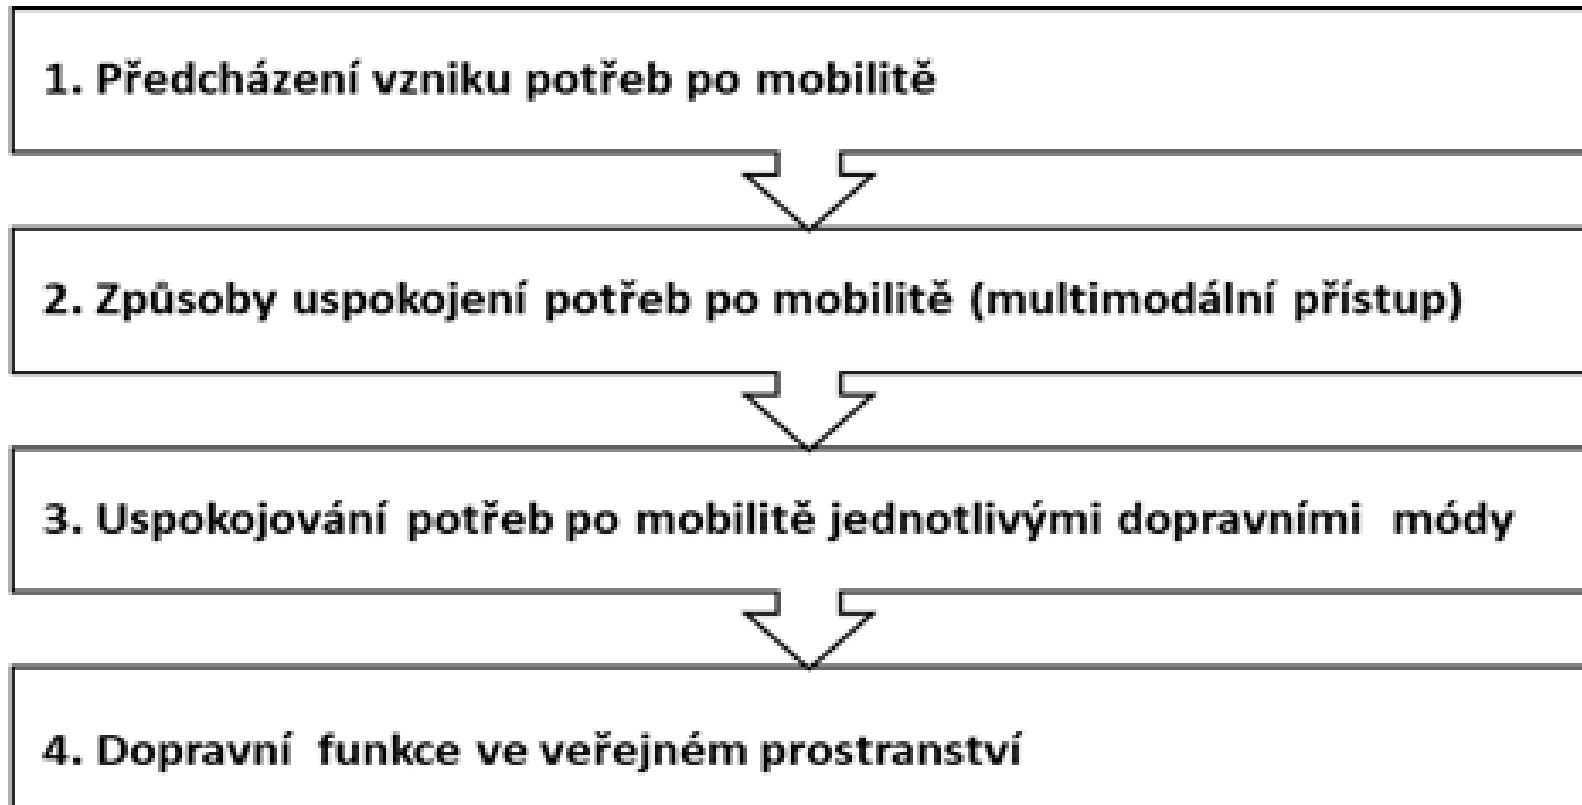 1. Předcházení vzniku potřeb po mobilitě
2. Způsoby uspokojení potřeb po mobilitě (multimodální přístup)
3. Uspokojování potřeb po mobilitě jednotlivými dopravními módy
4. Dopravní funkce ve veřejném prostranství